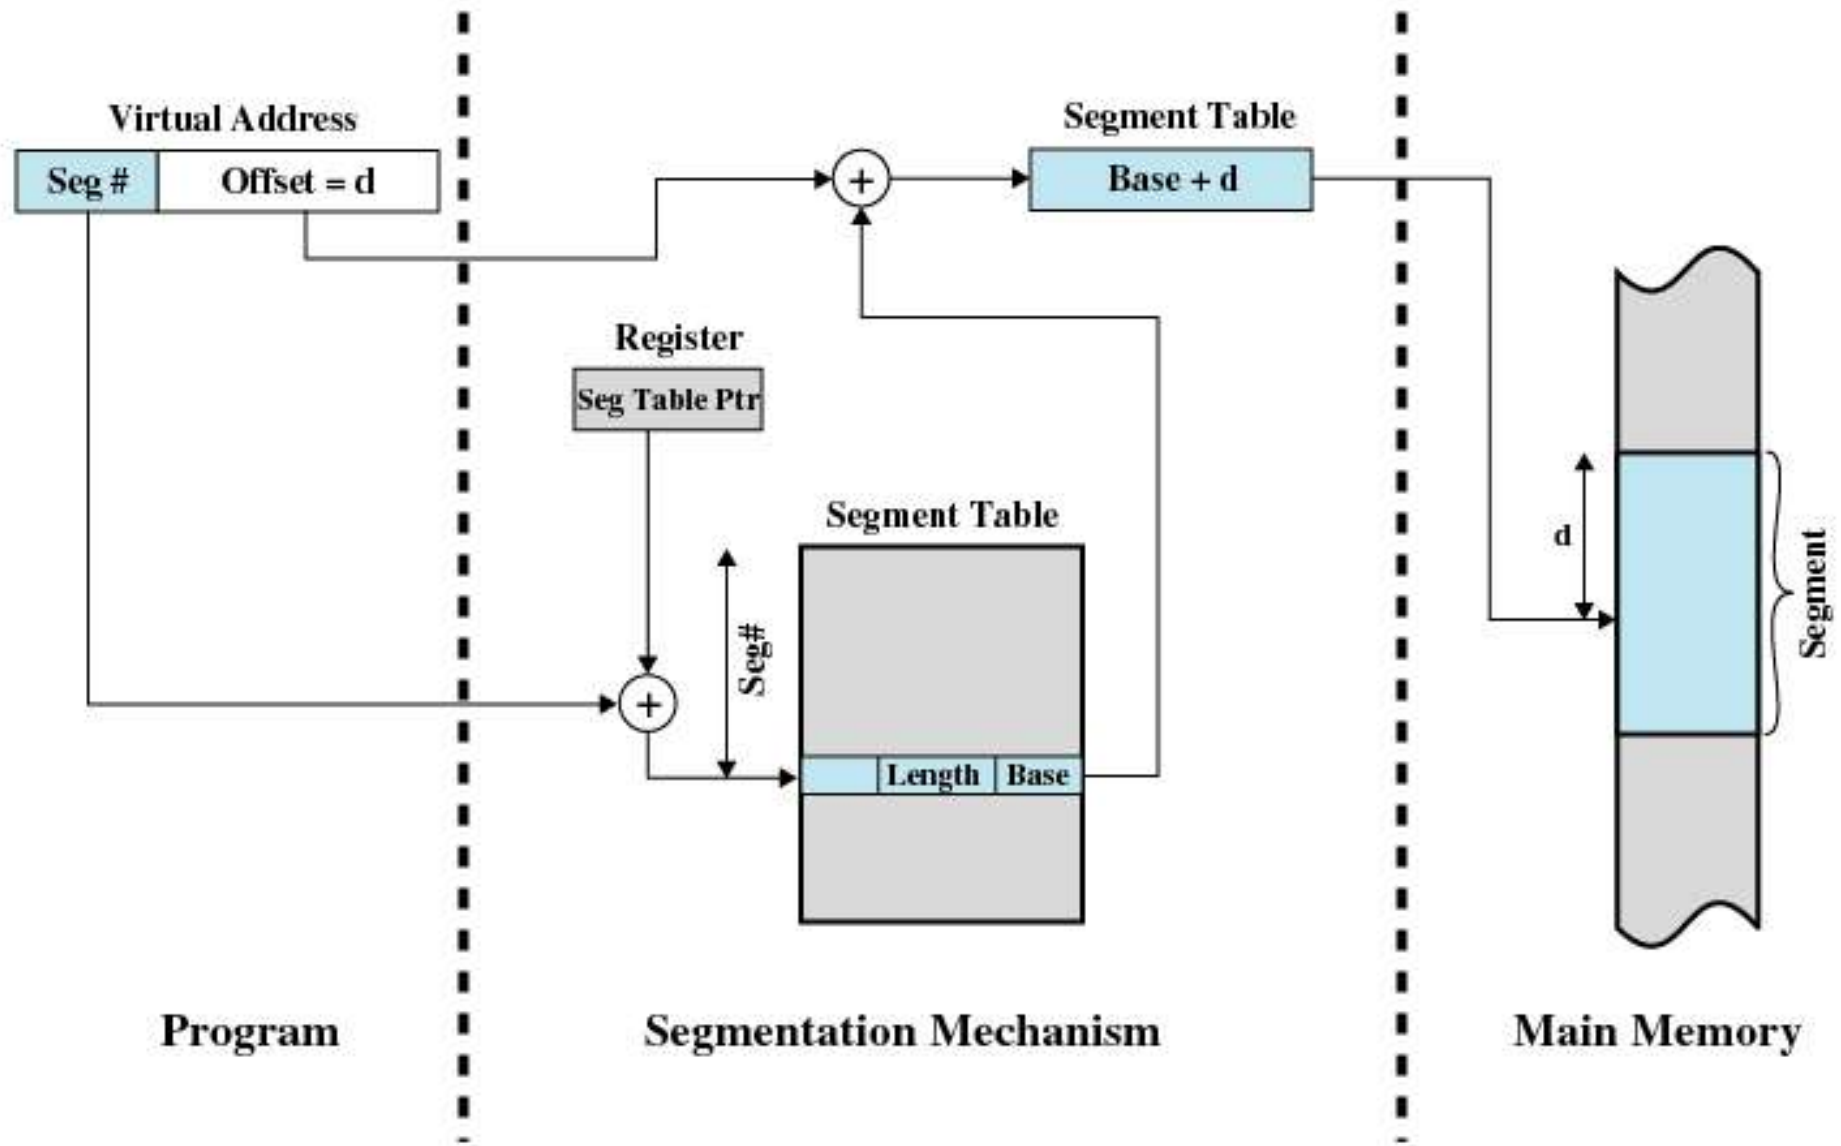 Virtual Address
Seg #
Offset = d
+
Segment Table
Base + d
Register
Seg Table Ptr
Segment Table
Seg#
+
Length
Base
d
Segment
Program
Segmentation Mechanism
Main Memory